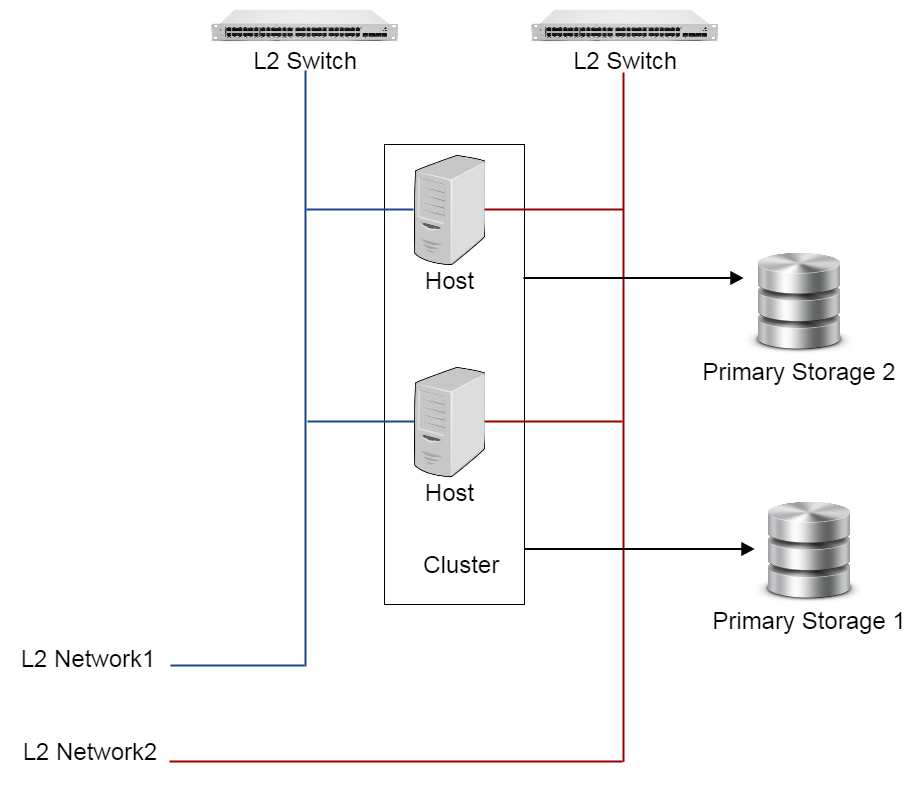 L2 Switch
L2 Switch
Host
Primary Storage 2
Host
Cluster
Primary Storage 1
L2 Network1
L2 Network2